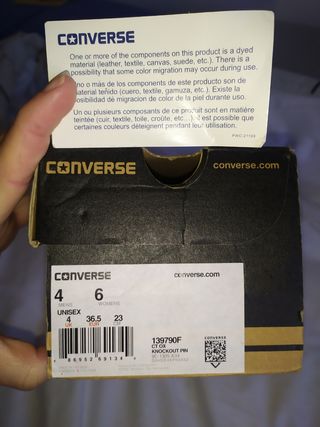 CONVERSE
One or more of the components on this product is a dyed
material (leather, textile, canvas, suede, etc.). There is a
possibility that some color migration may occur during use.
Uno o más de los componentes de este producto son de
material teñido (cuero, textile, gamuza, etc.). Existe la
posibilidad de migracion de color de la piel durante uso.
Un ou plusieurs composants de ce produit sont en matière
teintée (cuir, textile, toile, croûte, etc...). Il est possible que
certaines couleurs déteignent pendant leur utilisation.
CONVERSE
converse.com
CONVERSE
converse.com
4 MENS 6 WOMENS
UNISEX
4 36.5 23
UK EUR CM
139790F
CT OX
KNOCKOUT PIN